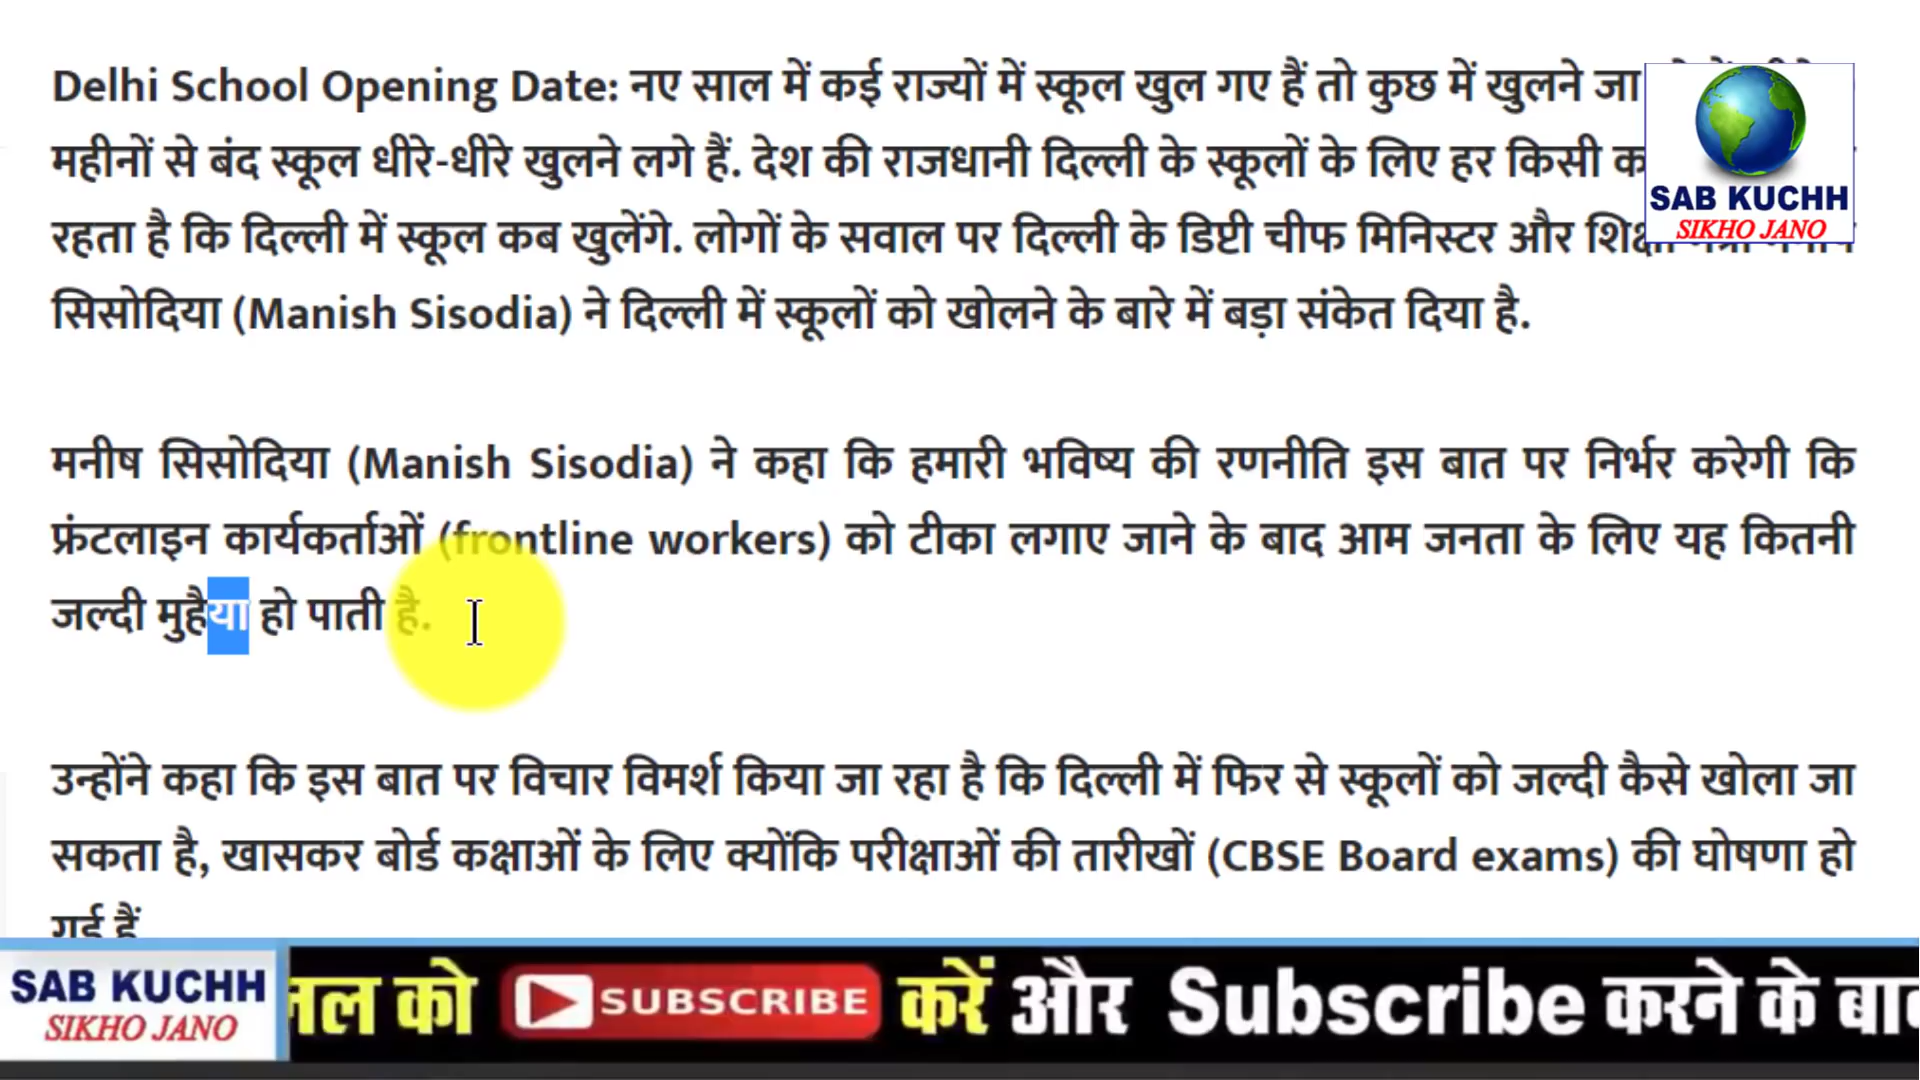 Delhi School Opening Date: नए साल में कई राज्यों में स्कूल खुल गए हैं तो कुछ में खुलने जा
महीनों से बंद स्कूल धीरे-धीरे खुलने लगे हैं. देश की राजधानी दिल्ली के स्कूलों के लिए हर किसी
रहता है कि दिल्ली में स्कूल कब खुलेंगे. लोगों के सवाल पर दिल्ली के डिप्टी चीफ मिनिस्टर और
सिसोदिया (Manish Sisodia) ने दिल्ली में स्कूलों को खोलने के बारे में बड़ा संकेत दिया है.
SAB KUCHH
SIKHO JANO
मनीष सिसोदिया (Manish Sisodia) ने कहा कि हमारी भविष्य की रणनीति इस बात पर निर्भर करेगी कि
फ्रंटलाइन कार्यकर्ताओं (frontline workers) को टीका लगाए जाने के बाद आम जनता के लिए यह कितनी
जल्दी मुहैया हो पाती है.
उन्होंने कहा कि इस बात पर विचार विमर्श किया जा रहा है कि दिल्ली में फिर से स्कूलों को जल्दी कैसे खोला जा
सकता है, खासकर बोर्ड कक्षाओं के लिए क्योंकि परीक्षाओं की तारीखों (CBSE Board exams) की घोषणा हो
गई हैं
SAB KUCHH
SIKHO JANO
को SUBSCRIBE करें और Subscribe करने के